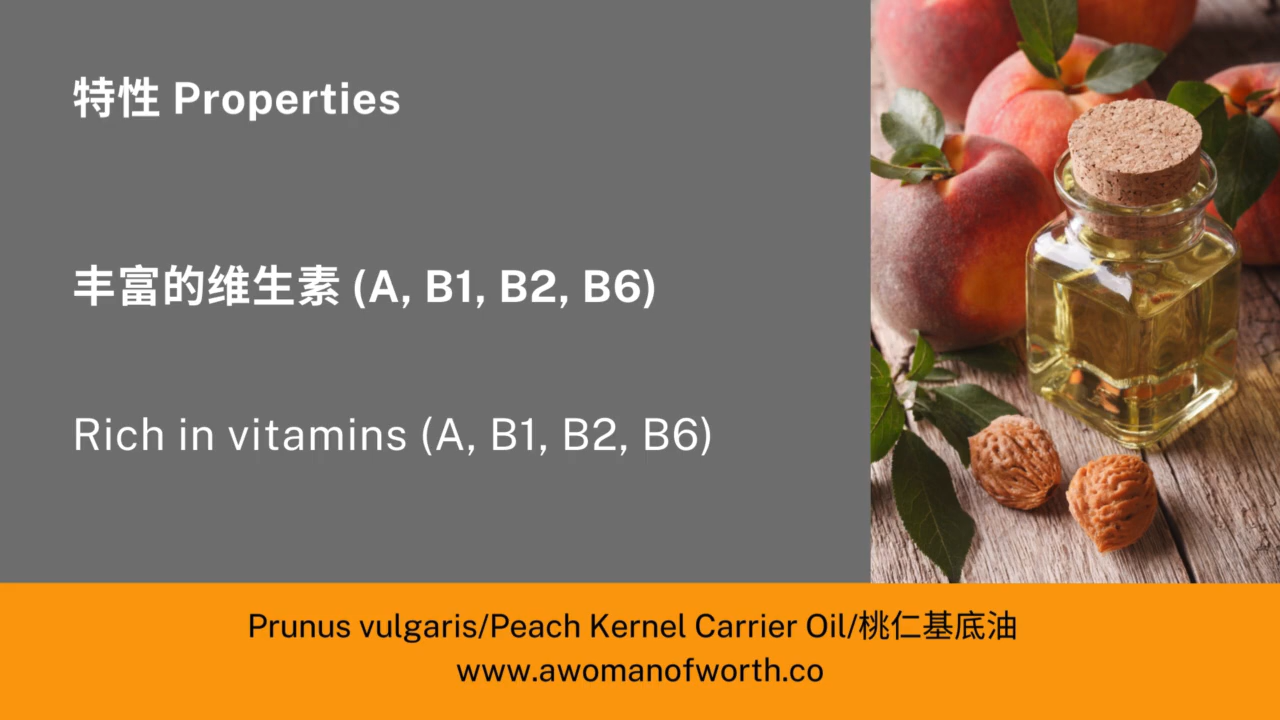 特性 Properties
丰富的维生素 (A, B1, B2, B6)
Rich in vitamins (A, B1, B2, B6)
Prunus vulgaris/Peach Kernel Carrier Oil/桃仁基底油
www.awomanofworth.co